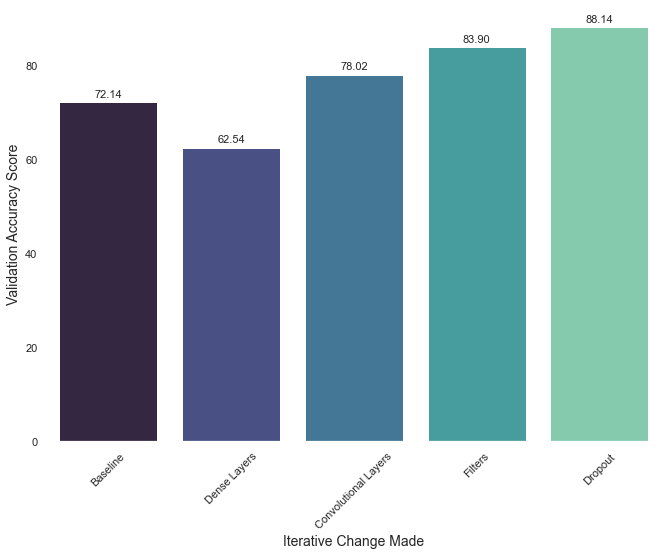 88.14
83.90
78.02
72.14
62.54
Validation Accuracy Score
80
60
40
20
0
Baseline
Dense Layers
Convolutional Layers
Filters
Dropout
Iterative Change Made